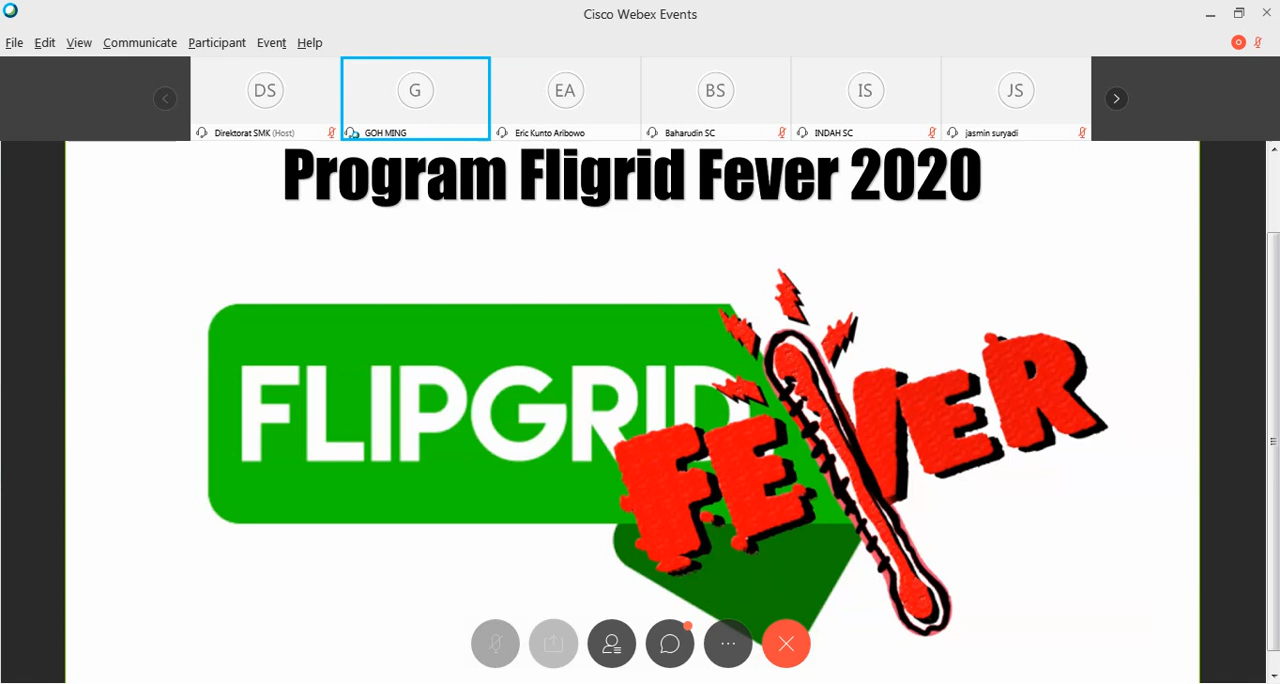 Cisco Webex Events
File Edit View Communicate Participant Event Help
DS G EA BS IS JS
Direktorat SMK (Host) GOH MING Eric Kunto Aribowo Baharudin SC INDAH SC jasmin suryadi
Program Fligrid Fever 2020
FLIPGRID
FEVER